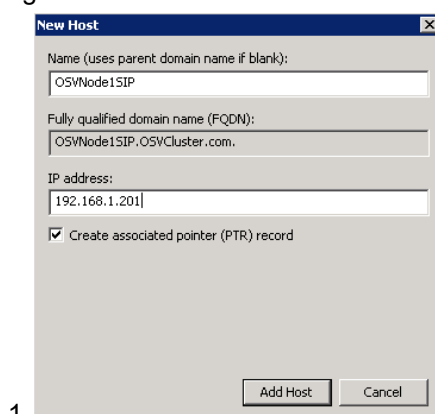 New Host
Name (uses parent domain name if blank):
OSVNode1SIP
Fully qualified domain name (FQDN):
OSVNode1SIP.OSVCluster.com.
IP address:
192.168.1.201
Create associated pointer (PTR) record
Add Host Cancel
1